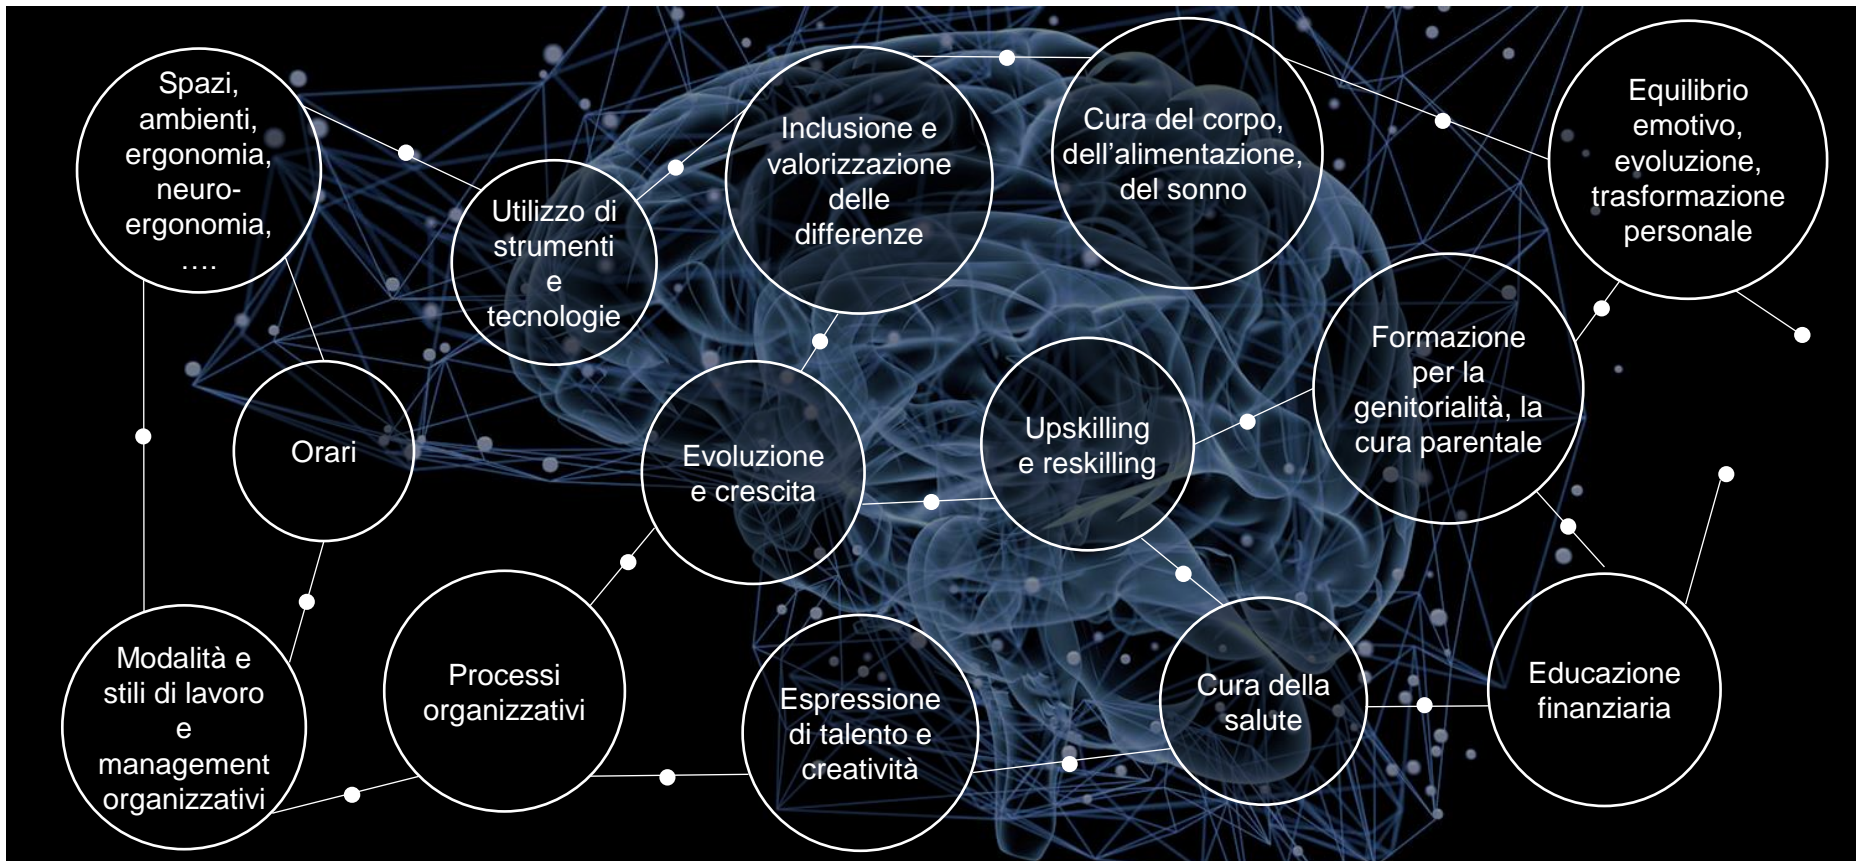 Spazi,
ambienti,
ergonomia,
neuro-
ergonomia,
….
Utilizzo di
strumenti
e
tecnologie
Inclusione e
valorizzazione
delle
differenze
Cura del corpo,
dell’alimentazione,
del sonno
Equilibrio
emotivo,
evoluzione,
trasformazione
personale
Orari
Evoluzione
e crescita
Upskilling
e reskilling
Formazione
per la
genitorialità, la
cura parentale
Modalità e
stili di lavoro
e
management
organizzativi
Processi
organizzativi
Espressione
di talento e
creatività
Cura della
salute
Educazione
finanziaria